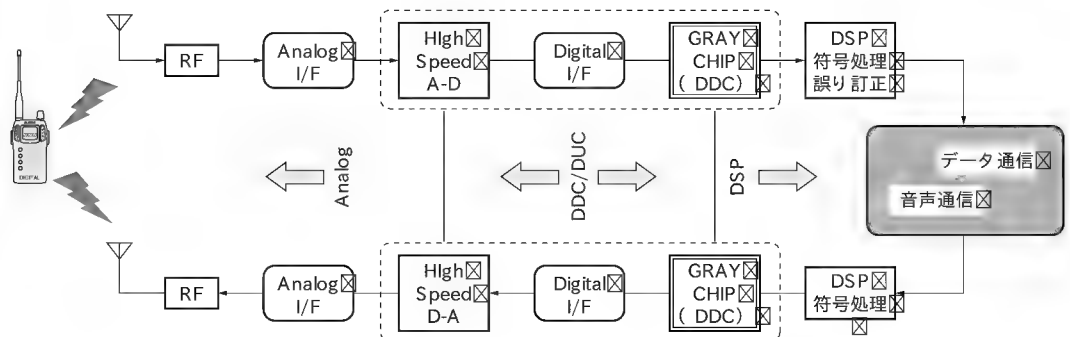 RF
Analog
I/F
HIgh
Speed
A-D
Digital
I/F
GRAY
CHIP
( DDC)
DSP
符号処理
誤り訂正
Analog
DDC/DUC
DSP
DIGITAL
データ通信
音声通信
RF
Analog
I/F
HIgh
Speed
D-A
Digital
I/F
GRAY
CHIP
( DDC)
DSP
符号処理